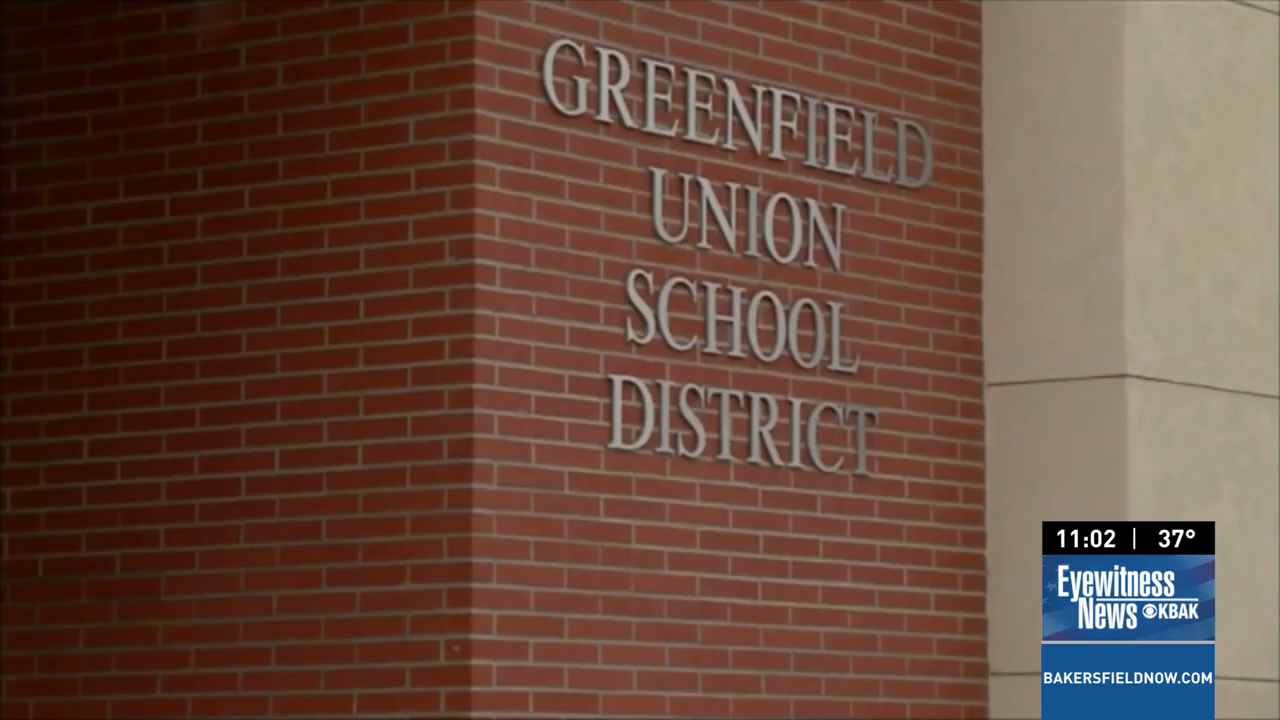 GREENFIELD
UNION
SCHOOL
DISTRICT
11:02 | 37°
Eyewitness
News KBAK
BAKERSFIELDNOW.COM